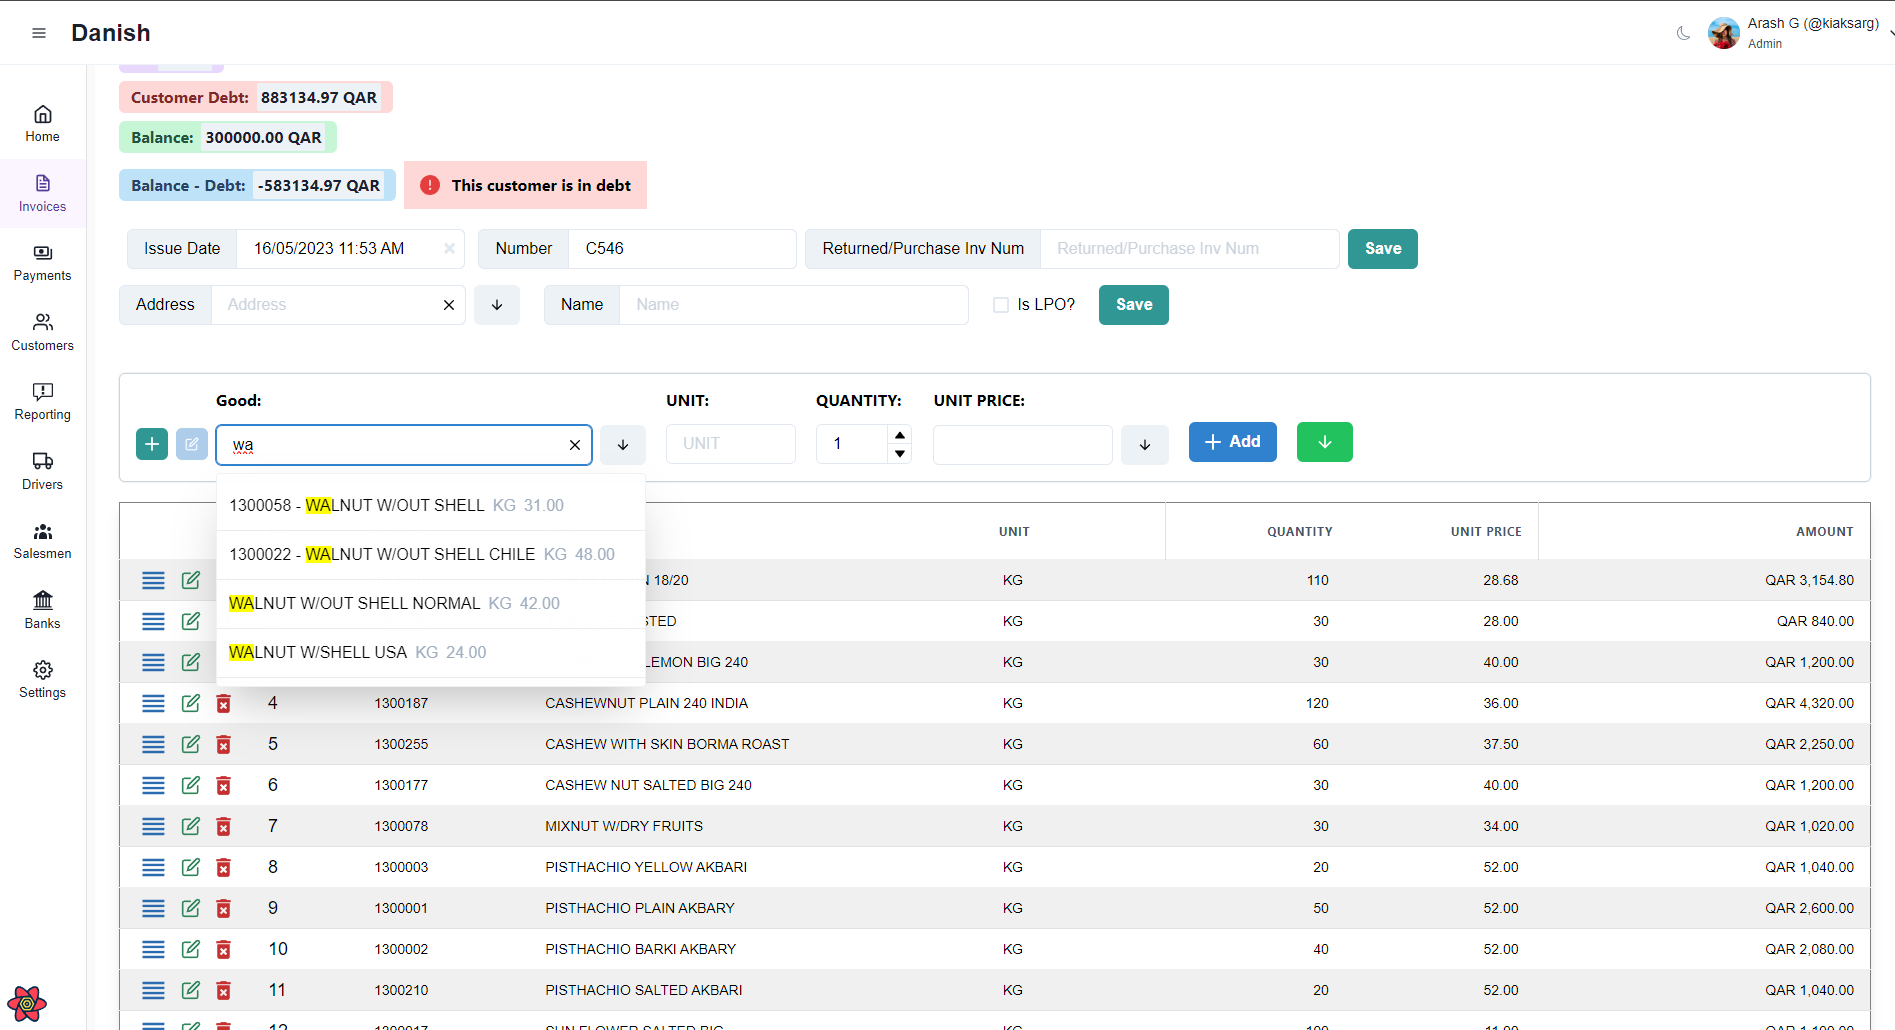 Danish
Arash G (@kiaksarg)
Admin
Home
Invoices
Payments
Customers
Reporting
Drivers
Salesmen
Banks
Settings
Customer Debt: 883134.97 QAR
Balance: 300000.00 QAR
Balance - Debt: -583134.97 QAR
This customer is in debt
Issue Date 16/05/2023 11:53 AM Number C546 Returned/Purchase Inv Num Returned/Purchase Inv Num Save
Address Address Name Name Is LPO? Save
Good: UNIT: QUANTITY: UNIT PRICE:
wa UNIT 1 Add
1300058 - WALNUT W/OUT SHELL KG 31.00
1300022 - WALNUT W/OUT SHELL CHILE KG 48.00
WALNUT W/OUT SHELL NORMAL KG 42.00
WALNUT W/SHELL USA KG 24.00
UNIT QUANTITY UNIT PRICE AMOUNT
18/20 KG 110 28.68 QAR 3,154.80
KG 30 28.00 QAR 840.00
LEMON BIG 240 KG 30 40.00 QAR 1,200.00
4 1300187 CASHEWNUT PLAIN 240 INDIA KG 120 36.00 QAR 4,320.00
5 1300255 CASHEW WITH SKIN BORMA ROAST KG 60 37.50 QAR 2,250.00
6 1300177 CASHEW NUT SALTED BIG 240 KG 30 40.00 QAR 1,200.00
7 1300078 MIXNUT W/DRY FRUITS KG 30 34.00 QAR 1,020.00
8 1300003 PISTHACHIO YELLOW AKBARI KG 20 52.00 QAR 1,040.00
9 1300001 PISTHACHIO PLAIN AKBARY KG 50 52.00 QAR 2,600.00
10 1300002 PISTHACHIO BARKI AKBARY KG 40 52.00 QAR 2,080.00
11 1300210 PISTHACHIO SALTED AKBARI KG 20 52.00 QAR 1,040.00